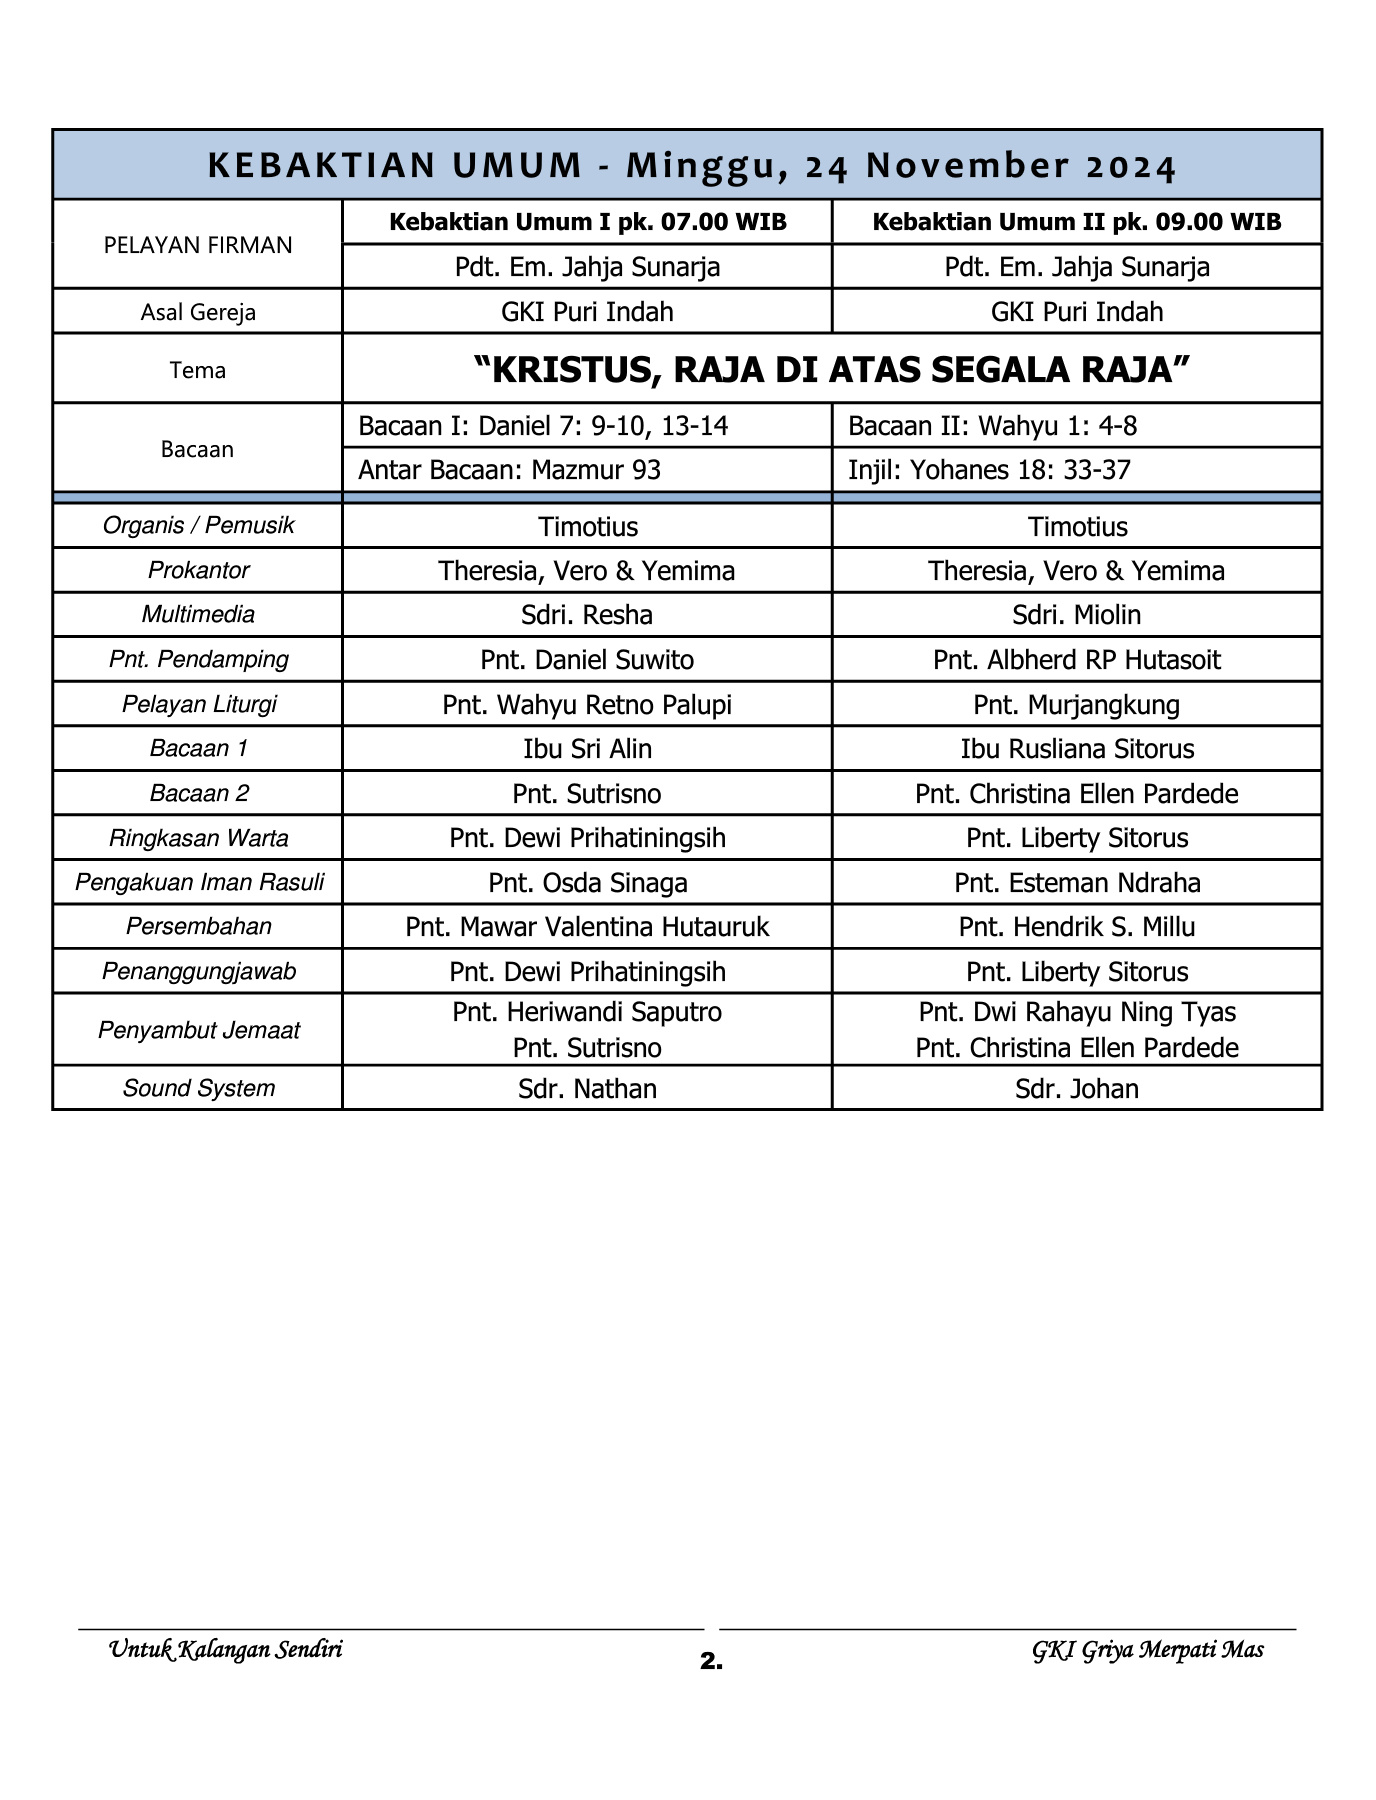 KEBAKTIAN UMUM - Minggu, 24 November 2024
PELAYAN FIRMAN
Kebaktian Umum I pk. 07.00 WIB
Kebaktian Umum II pk. 09.00 WIB
Pdt. Em. Jahja Sunarja
Pdt. Em. Jahja Sunarja
Asal Gereja
GKI Puri Indah
GKI Puri Indah
Tema
“KRISTUS, RAJA DI ATAS SEGALA RAJA”
Bacaan
Bacaan I: Daniel 7: 9-10, 13-14
Bacaan II: Wahyu 1: 4-8
Antar Bacaan: Mazmur 93
Injil: Yohanes 18: 33-37
Organis / Pemusik
Timotius
Timotius
Prokantor
Theresia, Vero & Yemima
Theresia, Vero & Yemima
Multimedia
Sdri. Resha
Sdri. Miolin
Pnt. Pendamping
Pnt. Daniel Suwito
Pnt. Albherd RP Hutasoit
Pelayan Liturgi
Pnt. Wahyu Retno Palupi
Pnt. Murjangkung
Bacaan 1
Ibu Sri Alin
Ibu Rusliana Sitorus
Bacaan 2
Pnt. Sutrisno
Pnt. Christina Ellen Pardede
Ringkasan Warta
Pnt. Dewi Prihatiningsih
Pnt. Liberty Sitorus
Pengakuan Iman Rasuli
Pnt. Osda Sinaga
Pnt. Esteman Ndraha
Persembahan
Pnt. Mawar Valentina Hutauruk
Pnt. Hendrik S. Millu
Penanggungjawab
Pnt. Dewi Prihatiningsih
Pnt. Liberty Sitorus
Penyambut Jemaat
Pnt. Heriwandi Saputro
Pnt. Sutrisno
Pnt. Dwi Rahayu Ning Tyas
Pnt. Christina Ellen Pardede
Sound System
Sdr. Nathan
Sdr. Johan
Untuk Kalangan Sendiri
2.
GKI Griya Merpati Mas